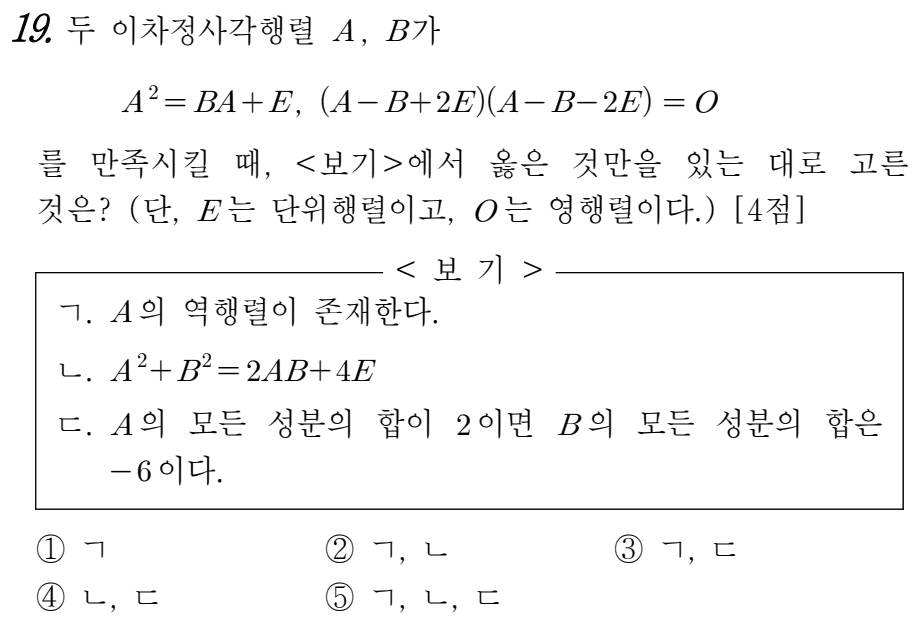 19. 두 이차정사각행렬 A, B가
A²=BA+E, (A−B+2E)(A−B−2E)=O
를 만족시킬 때, <보기>에서 옳은 것만을 있는 대로 고른
것은? (단, E는 단위행렬이고, O는 영행렬이다.) [4점]
< 보 기 >
ㄱ. A의 역행렬이 존재한다.
ㄴ. A²+B²=2AB+4E
ㄷ. A의 모든 성분의 합이 2이면 B의 모든 성분의 합은
−6이다.
① ㄱ ② ㄱ, ㄴ ③ ㄱ, ㄷ
④ ㄴ, ㄷ ⑤ ㄱ, ㄴ, ㄷ